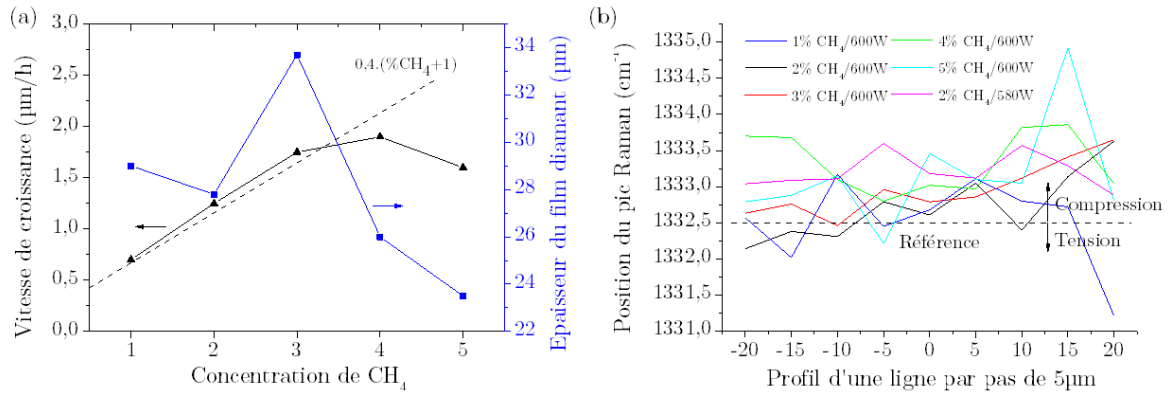 (a)
3,0
2,5
2,0
1,5
1,0
0,5
0,0
Vitesse de croissance (µm/h)
0,4.(%CH4+1)
34
32
30
28
26
24
22
Epaisseur du film diamant (µm)
1 2 3 4 5
Concentration de CH4
(b)
1335,0
1334,5
1334,0
1333,5
1333,0
1332,5
1332,0
1331,5
1331,0
Position du pic Raman (cm⁻¹)
1% CH4/600W
2% CH4/600W
3% CH4/600W
4% CH4/600W
5% CH4/600W
2% CH4/580W
Compression
Référence
Tension
-20 -15 -10 -5 0 5 10 15 20
Profil d'une ligne par pas de 5µm